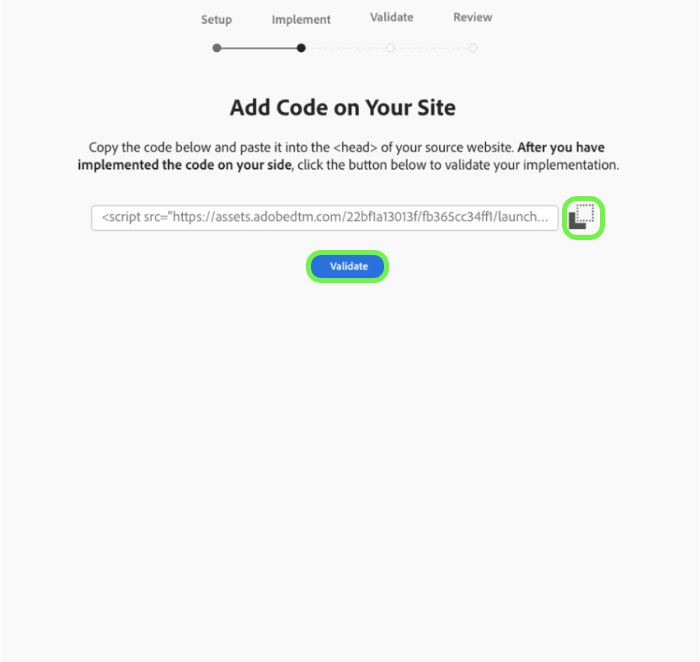 Setup Implement Validate Review
Add Code on Your Site
Copy the code below and paste it into the <head> of your source website. After you have
implemented the code on your side, click the button below to validate your implementation.
<script src="https://assets.adobedtm.com/22bf1a13013f/fb365cc34ff1/launch...
Validate